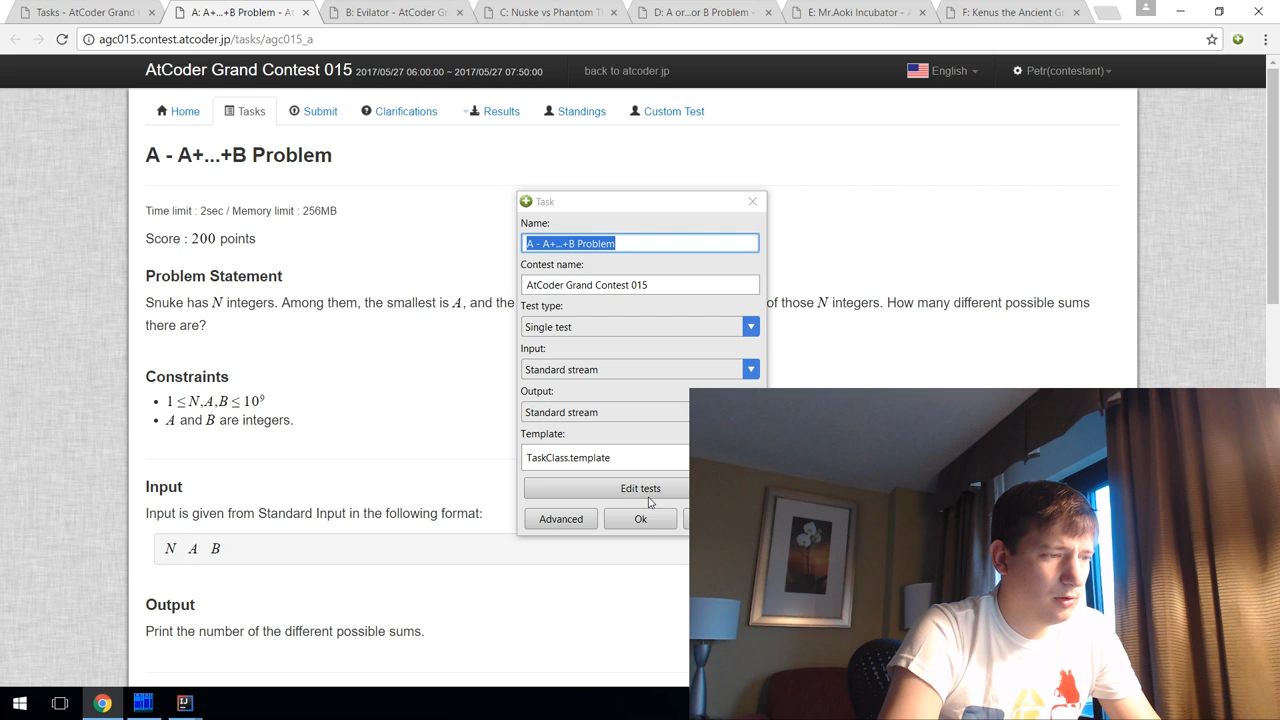 Tasks - AtCoder Grand
A: A+...+B Problem - At
B: Evilator - AtCoder Gr
C: Nuske vs Phantom T
D: A or...or B Problem -
E: Mr.Aoki Incubator - A
F: Kenus the Ancient Gr
agc015.contest.atcoder.jp/tasks/agc015_a
AtCoder Grand Contest 015 2017/05/27 06:00:00 ~ 2017/05/27 07:50:00
back to atcoder.jp
English
Petr(contestant)
Home
Tasks
Submit
Clarifications
Results
Standings
Custom Test
A - A+...+B Problem
Time limit : 2sec / Memory limit : 256MB
Score : 200 points
Problem Statement
Snuke has N integers. Among them, the smallest is A, and the
of those N integers. How many different possible sums
there are?
Constraints
1 ≤ N,A,B ≤ 10⁹
A and B are integers.
Input
Input is given from Standard Input in the following format:
N A B
Output
Print the number of the different possible sums.
Task
Name:
A - A+...+B Problem
Contest name:
AtCoder Grand Contest 015
Test type:
Single test
Input:
Standard stream
Output:
Standard stream
Template:
TaskClass.template
Edit tests
Advanced
Ok